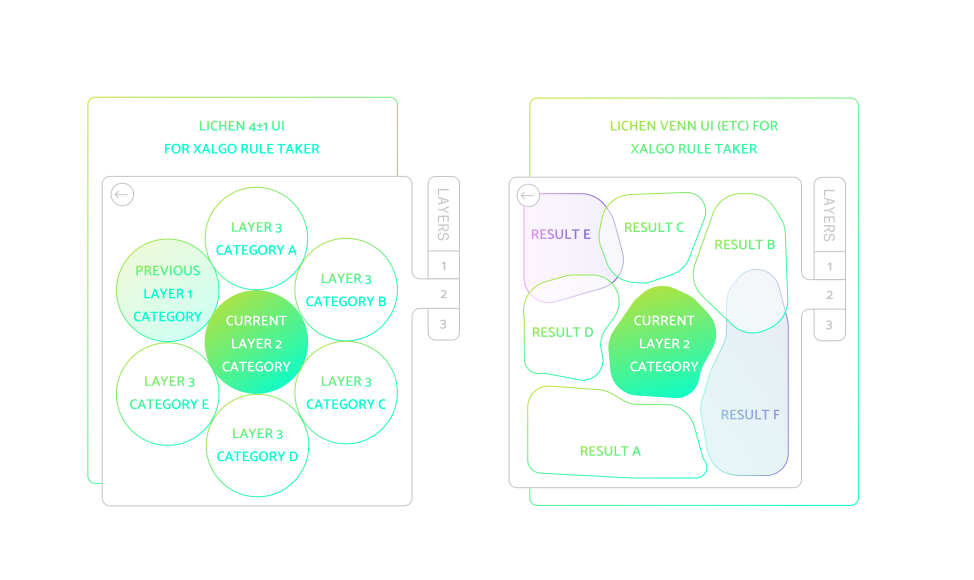 LICHEN 4±1 UI
FOR XALGO RULE TAKER
LAYERS
1
2
3
LAYER 3
CATEGORY A
PREVIOUS
LAYER 1
CATEGORY
LAYER 3
CATEGORY B
CURRENT
LAYER 2
CATEGORY
LAYER 3
CATEGORY E
LAYER 3
CATEGORY C
LAYER 3
CATEGORY D
LICHEN VENN UI (ETC) FOR
XALGO RULE TAKER
LAYERS
1
2
3
RESULT E
RESULT C
RESULT B
RESULT D
CURRENT
LAYER 2
CATEGORY
RESULT F
RESULT A